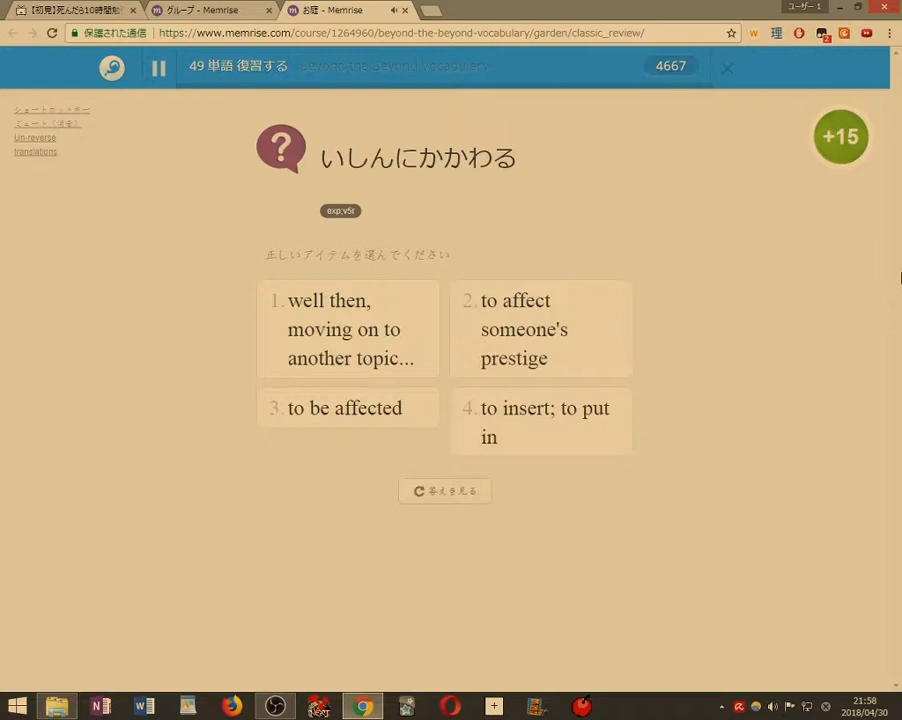 【初見】死んだら10時間勉
グループ - Memrise
お庭 - Memrise
ユーザー 1
保護された通信
https://www.memrise.com/course/1264960/beyond-the-beyond-vocabulary/garden/classic_review/
49 単語 復習する
Beyond the Beyond Vocabulary
4667
ショートカットキー
ミュート (消音)
Un-reverse
translations
+15
?
いしんにかかわる
exp;v5r
正しいアイテムを選んでください
1. well then,
moving on to
another topic...
2. to affect
someone's
prestige
3. to be affected
4. to insert; to put
in
答えを見る
21:58
2018/04/30